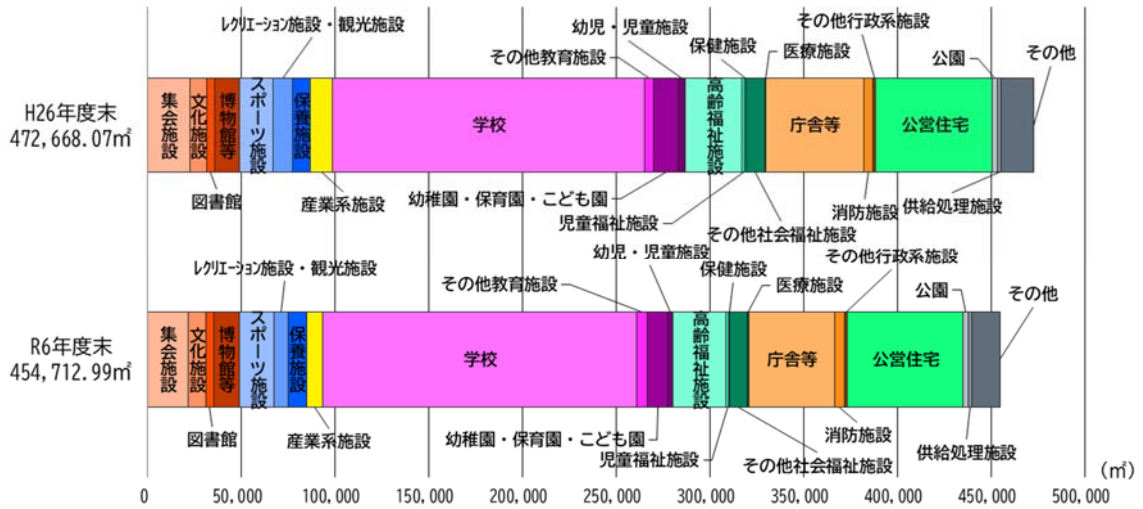 レクリエーション施設・観光施設
幼児・児童施設
その他行政系施設
その他教育施設
保健施設
医療施設
公園
その他
H26年度末
472,668.07㎡
集会施設
文化施設
博物館等
スポーツ施設
保養施設
学校
高齢福祉施設
庁舎等
公営住宅
図書館
産業系施設
幼稚園・保育園・こども園
児童福祉施設
その他社会福祉施設
消防施設
供給処理施設
レクリエーション施設・観光施設
その他教育施設
幼児・児童施設
保健施設
医療施設
その他行政系施設
公園
その他
R6年度末
454,712.99㎡
集会施設
文化施設
博物館等
スポーツ施設
保養施設
学校
高齢福祉施設
庁舎等
公営住宅
図書館
産業系施設
幼稚園・保育園・こども園
児童福祉施設
その他社会福祉施設
消防施設
供給処理施設
(㎡)
0 50,000 100,000 150,000 200,000 250,000 300,000 350,000 400,000 450,000 500,000